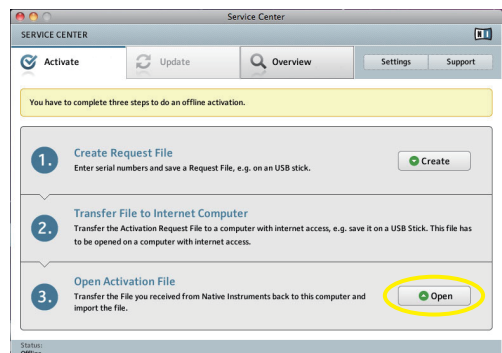 Service Center
SERVICE CENTER
Activate
Update
Overview
Settings
Support
You have to complete three steps to do an offline activation.
1.
Create Request File
Enter serial numbers and save a Request File, e.g. on an USB stick.
Create
2.
Transfer File to Internet Computer
Transfer the Activation Request File to a computer with internet access, e.g. save it on a USB Stick. This file has
to be opened on a computer with internet access.
3.
Open Activation File
Transfer the File you received from Native Instruments back to this computer and
import the file.
Open
Status:
Offline